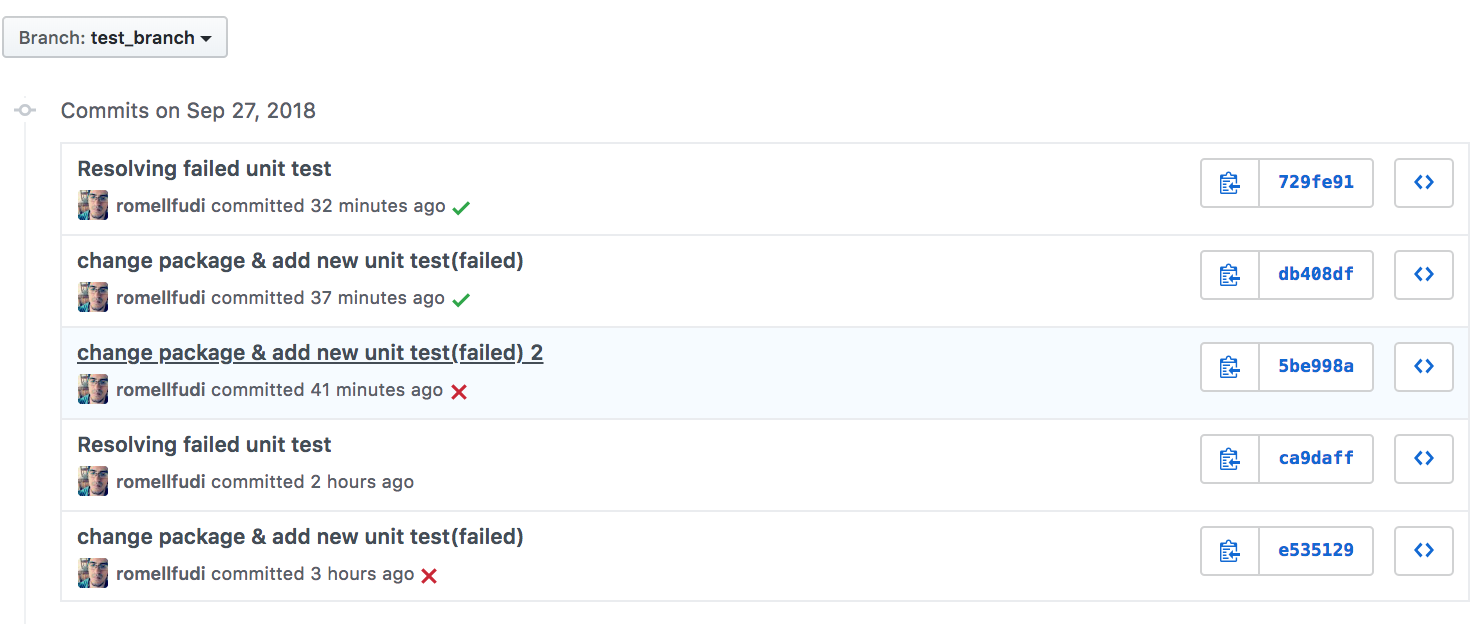 Branch: test_branch
Commits on Sep 27, 2018
Resolving failed unit test
romellfudi committed 32 minutes ago
729fe91
change package & add new unit test(failed)
romellfudi committed 37 minutes ago
db408df
change package & add new unit test(failed) 2
romellfudi committed 41 minutes ago
5be998a
Resolving failed unit test
romellfudi committed 2 hours ago
ca9daff
change package & add new unit test(failed)
romellfudi committed 3 hours ago
e535129